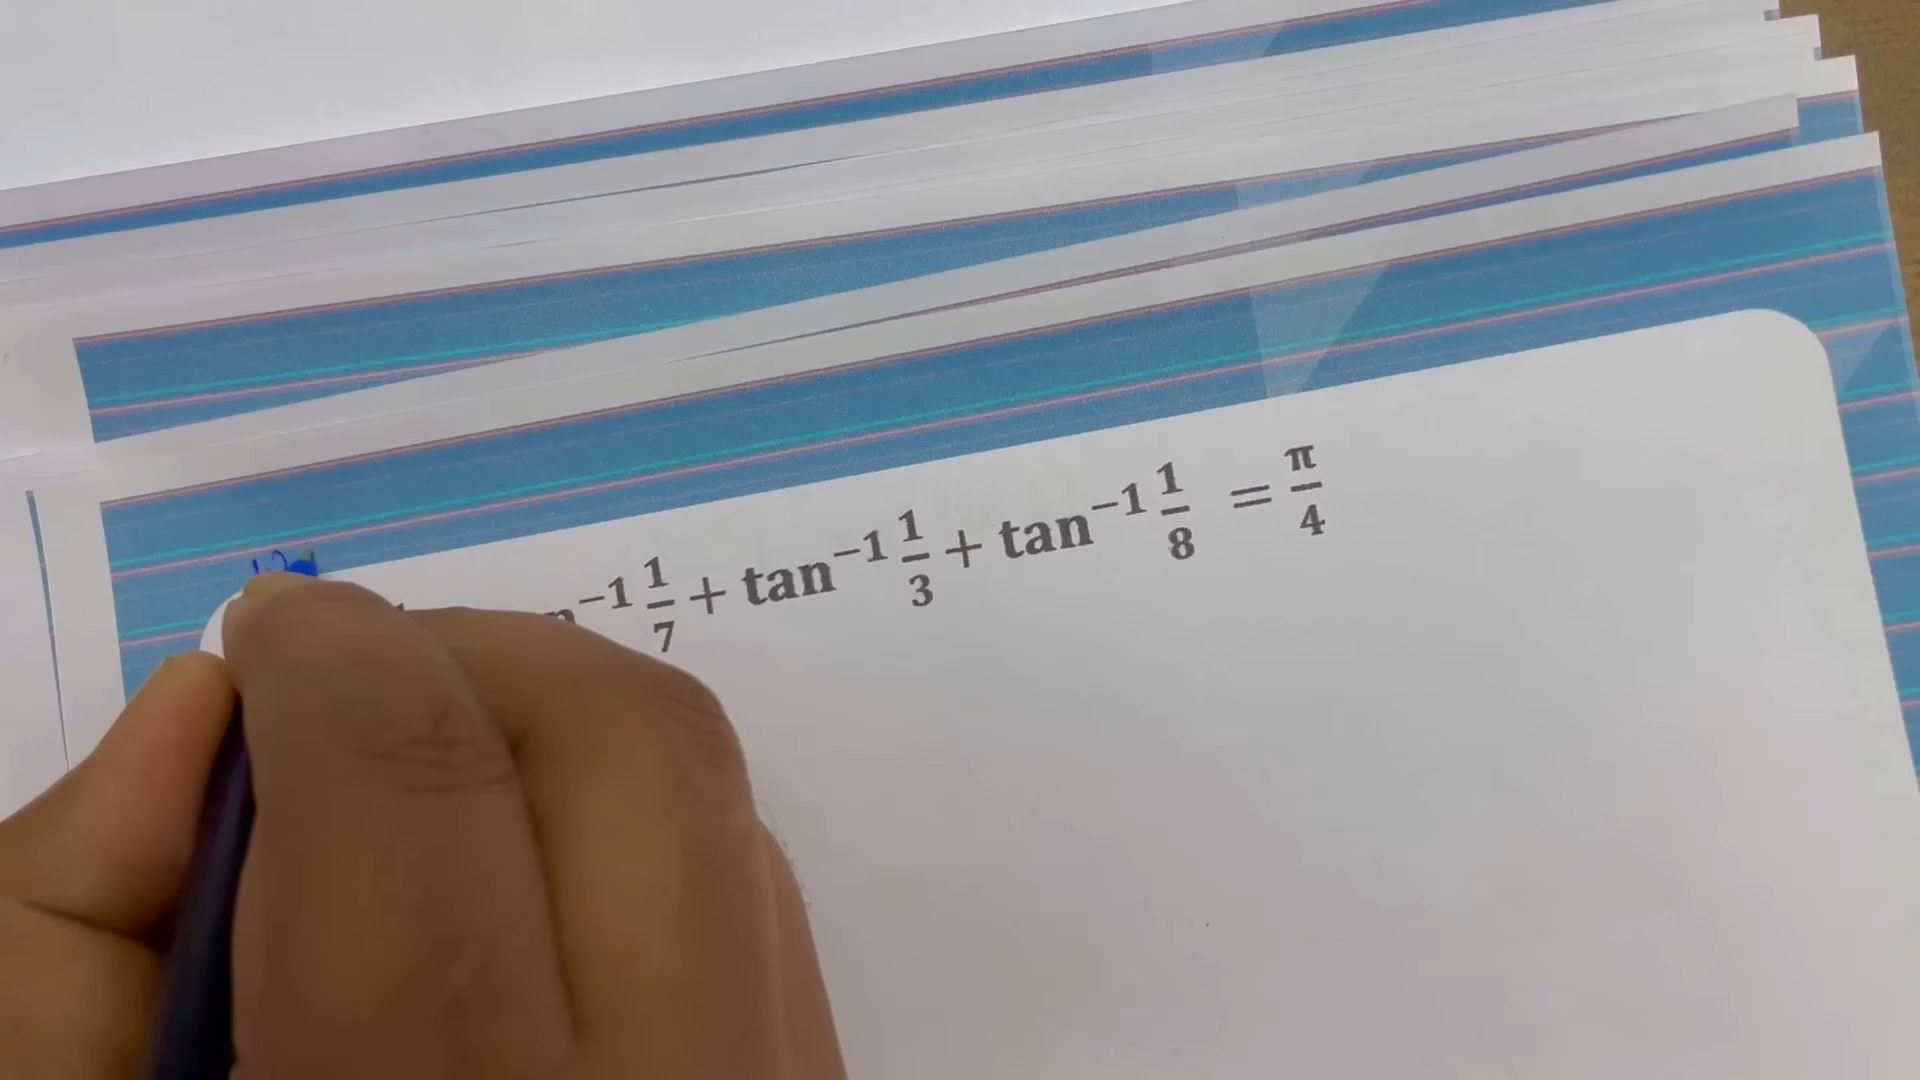 ⁻¹ 1/7 + tan⁻¹ 1/3 + tan⁻¹ 1/8 = π/4